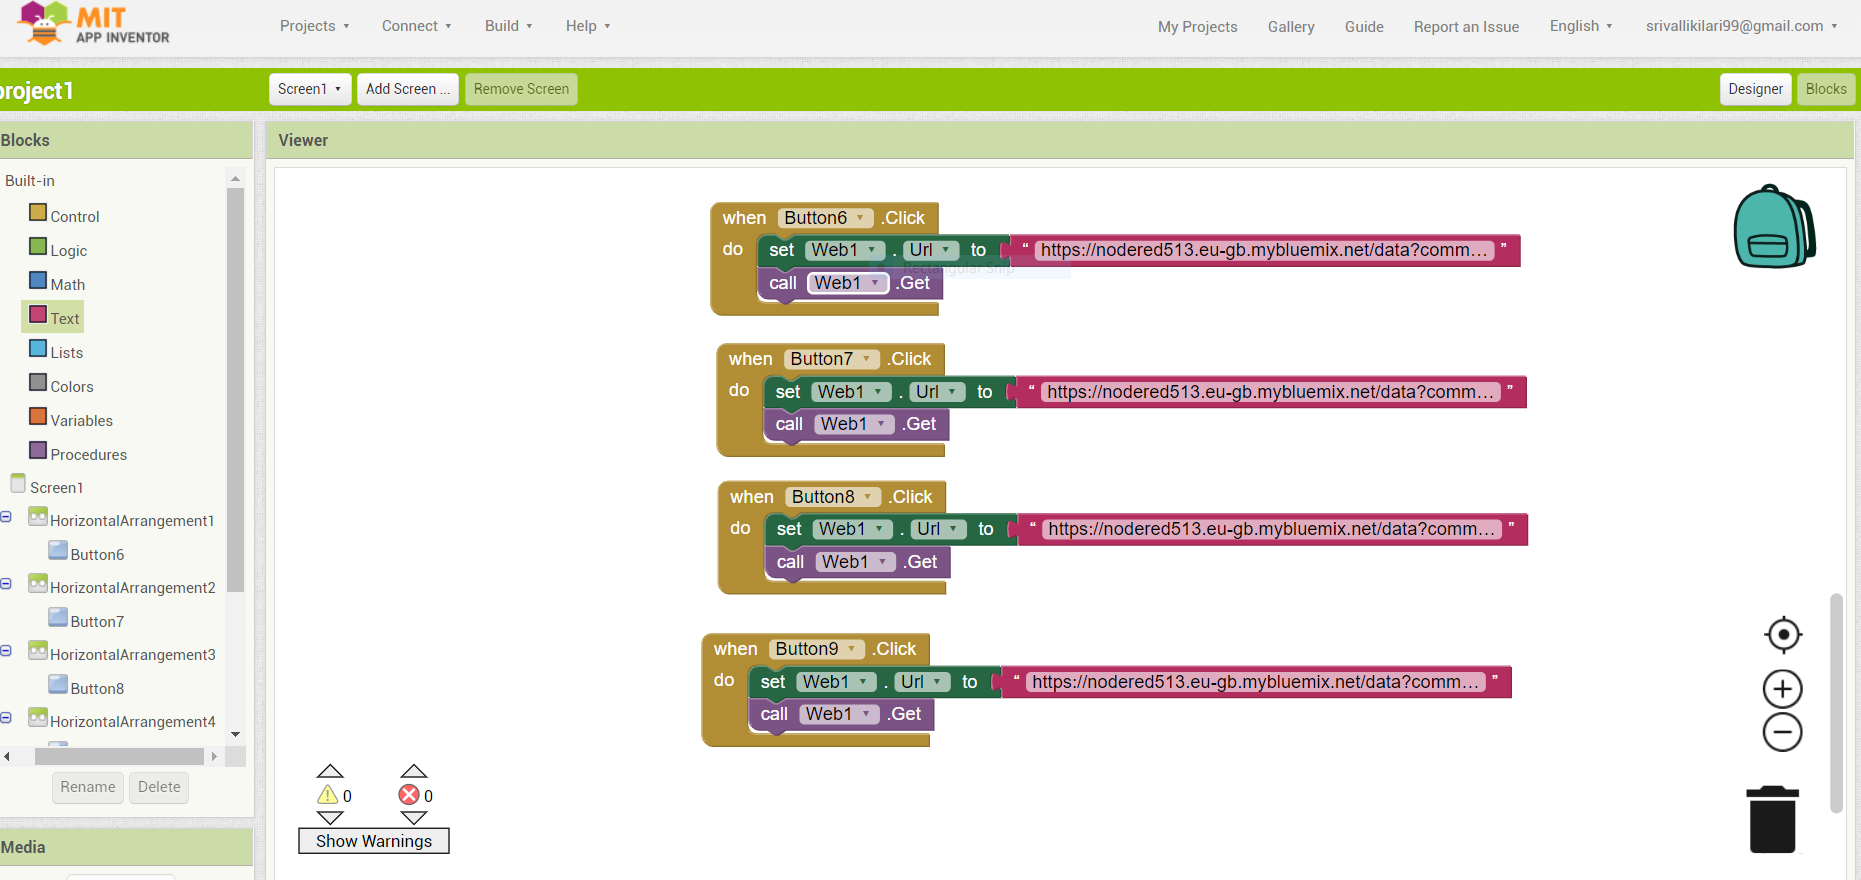 MIT
APP INVENTOR
Projects Connect Build Help My Projects Gallery Guide Report an Issue English srivallikilari99@gmail.com
project1 Screen1 Add Screen ... Remove Screen Designer Blocks
Blocks
Viewer
Built-in
Control
Logic
Math
Text
Lists
Colors
Variables
Procedures
Screen1
HorizontalArrangement1
Button6
HorizontalArrangement2
Button7
HorizontalArrangement3
Button8
HorizontalArrangement4
Rename Delete
Media
when Button6 .Click
do set Web1 . Url to “ https://nodered513.eu-gb.mybluemix.net/data?comm... ”
Rectangular Snip
call Web1 .Get
when Button7 .Click
do set Web1 . Url to “ https://nodered513.eu-gb.mybluemix.net/data?comm... ”
call Web1 .Get
when Button8 .Click
do set Web1 . Url to “ https://nodered513.eu-gb.mybluemix.net/data?comm... ”
call Web1 .Get
when Button9 .Click
do set Web1 . Url to “ https://nodered513.eu-gb.mybluemix.net/data?comm... ”
call Web1 .Get
0 0
Show Warnings